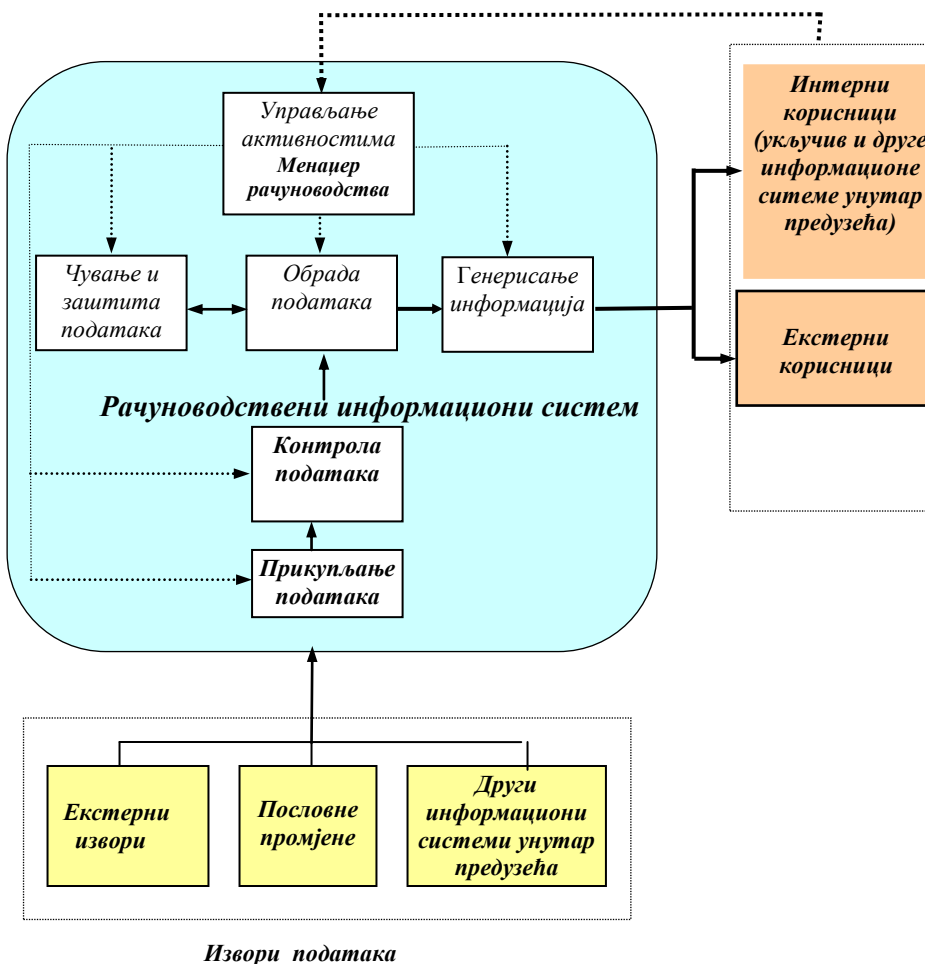 Управљање
активностима
Менаџер
рачуноводства
Интерни
корисници
(укључив и друге
информационе
ситеме унутар
предузећа)
Чување и
заштита
података
Обрада
података
Генерисање
информација
Екстерни
корисници
Рачуноводствени информациони систем
Контрола
података
Прикупљање
података
Екстерни
извори
Пословне
промјене
Други
информациони
системи унутар
предузећа
Извори података